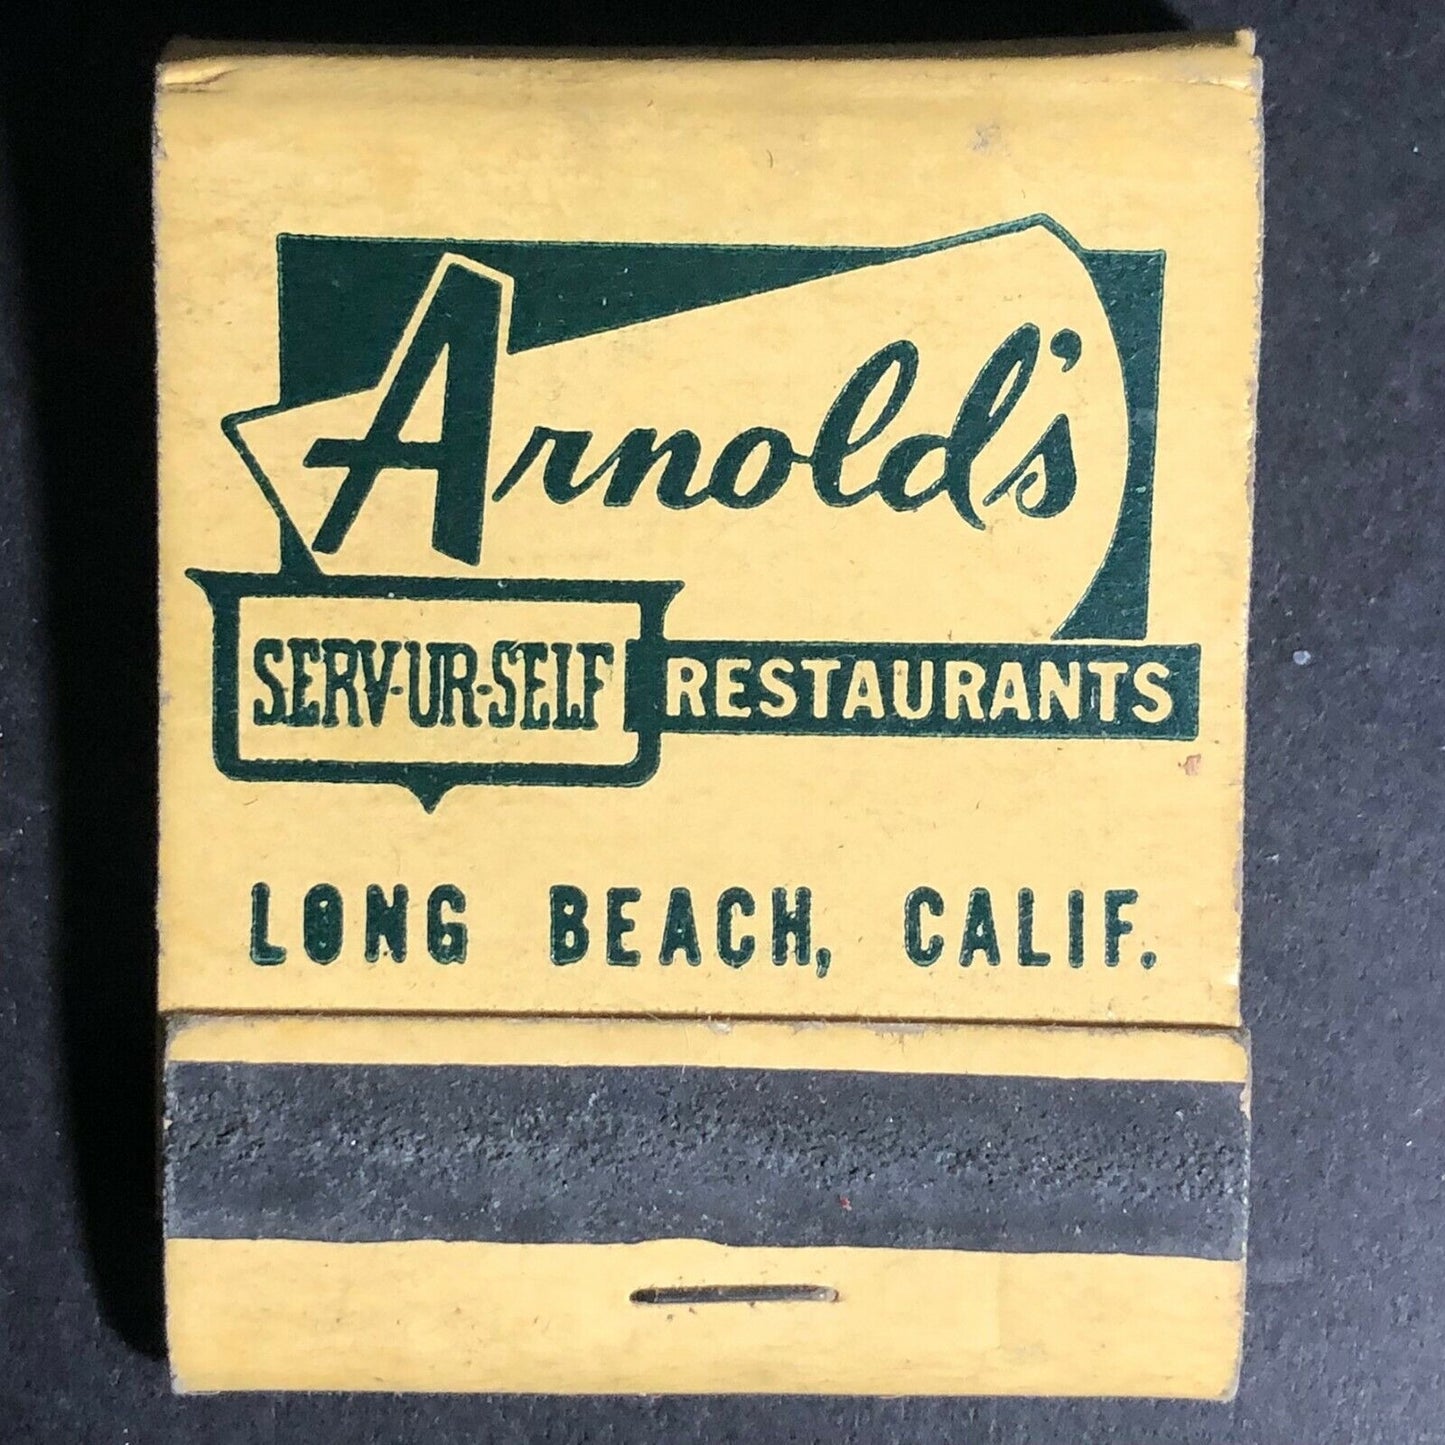 Arnold's
SERV-UR-SELF RESTAURANTS
LONG BEACH, CALIF.